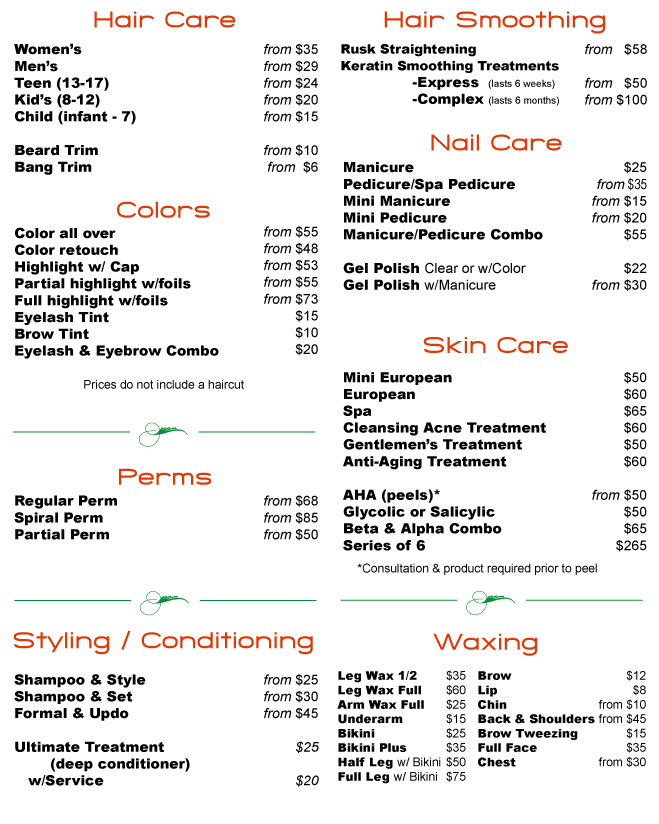 Hair Care
Women's from $35
Men's from $29
Teen (13-17) from $24
Kid's (8-12) from $20
Child (infant - 7) from $15
Beard Trim from $10
Bang Trim from $6
Colors
Color all over from $55
Color retouch from $48
Highlight w/ Cap from $53
Partial highlight w/foils from $55
Full highlight w/foils from $73
Eyelash Tint $15
Brow Tint $10
Eyelash & Eyebrow Combo $20
Prices do not include a haircut
Perms
Regular Perm from $68
Spiral Perm from $85
Partial Perm from $50
Styling / Conditioning
Shampoo & Style from $25
Shampoo & Set from $30
Formal & Updo from $45
Ultimate Treatment $25
(deep conditioner)
w/Service $20
Hair Smoothing
Rusk Straightening from $58
Keratin Smoothing Treatments
-Express (lasts 6 weeks) from $50
-Complex (lasts 6 months) from $100
Nail Care
Manicure $25
Pedicure/Spa Pedicure from $35
Mini Manicure from $15
Mini Pedicure from $20
Manicure/Pedicure Combo $55
Gel Polish Clear or w/Color $22
Gel Polish w/Manicure from $30
Skin Care
Mini European $50
European $60
Spa $65
Cleansing Acne Treatment $60
Gentlemen's Treatment $50
Anti-Aging Treatment $60
AHA (peels)* from $50
Glycolic or Salicylic $50
Beta & Alpha Combo $65
Series of 6 $265
*Consultation & product required prior to peel
Waxing
Leg Wax 1/2 $35
Leg Wax Full $60
Arm Wax Full $25
Underarm $15
Bikini $25
Bikini Plus $35
Half Leg w/ Bikini $50
Full Leg w/ Bikini $75
Brow $12
Lip $8
Chin from $10
Back & Shoulders from $45
Brow Tweezing $15
Full Face $35
Chest from $30